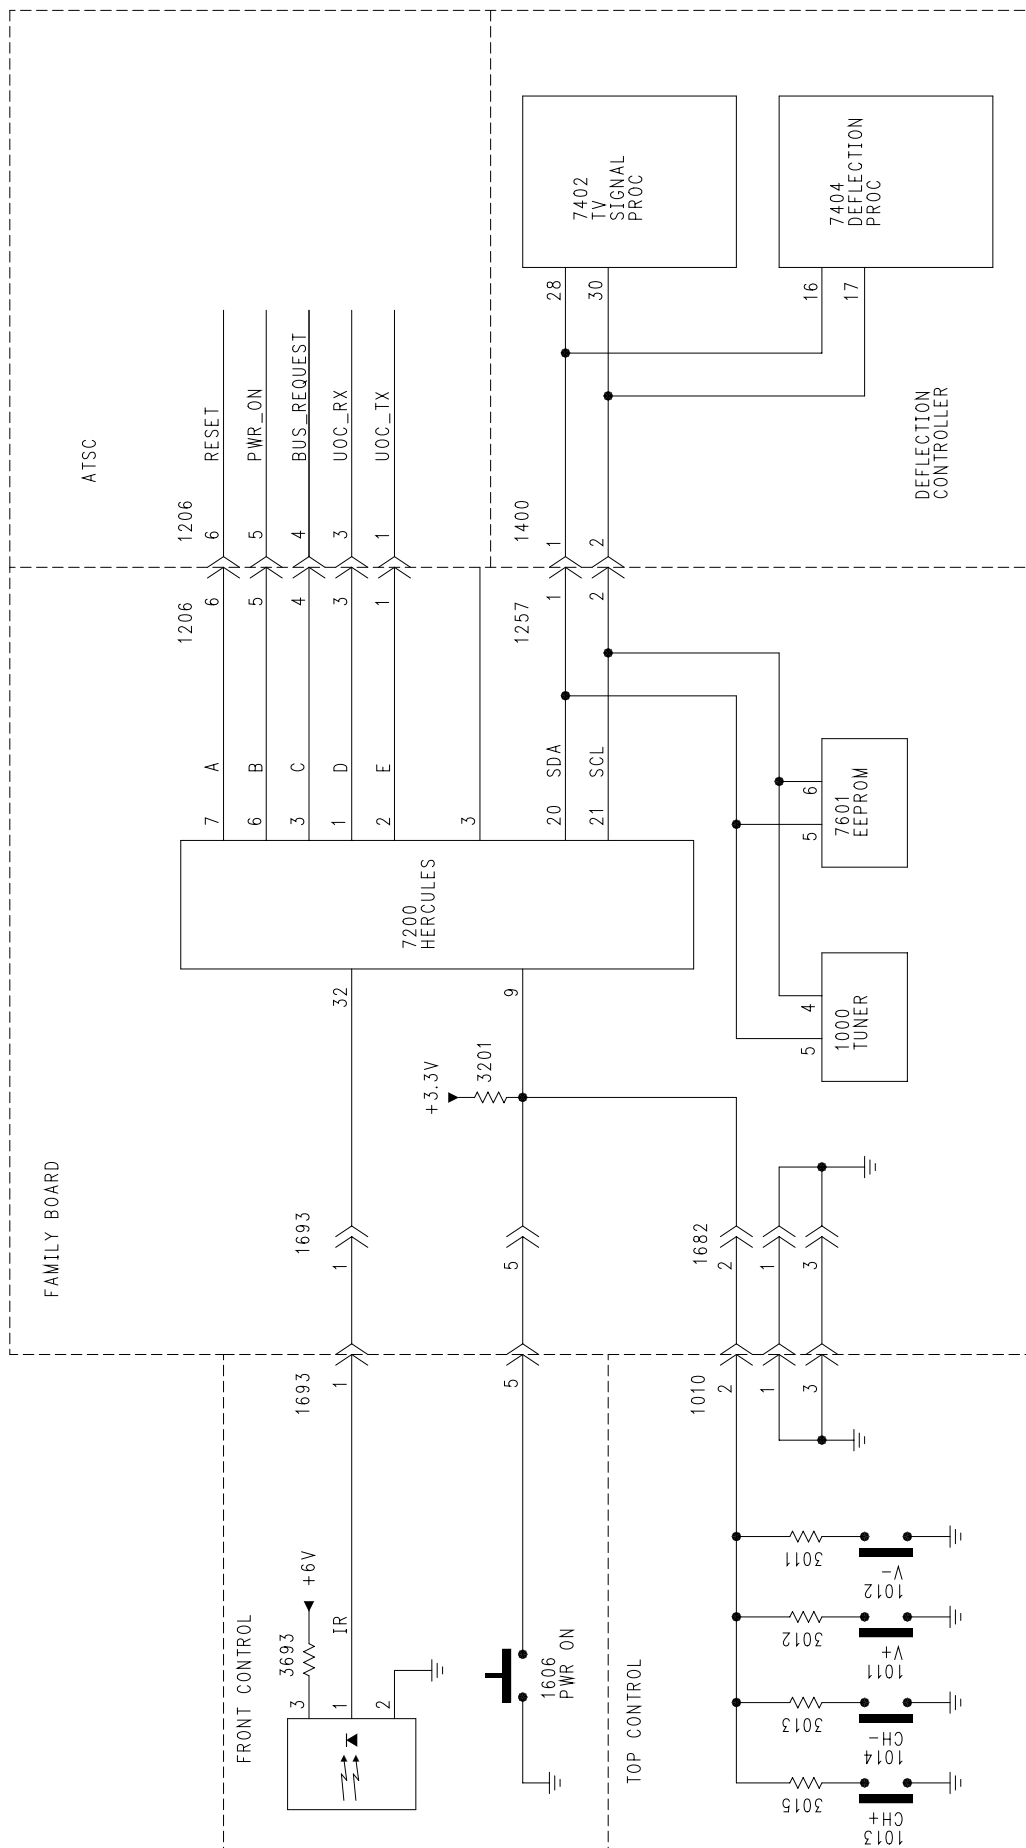 FRONT CONTROL
3693
+6V
3
1
IR
2
1606
PWR ON
TOP CONTROL
3015
3013
3012
3011
1013
CH+
1014
CH-
1011
V+
1012
V-
1693
1
5
1010
2
1
3
FAMILY BOARD
1693
1
5
1682
2
1
3
+3.3V
3201
32
9
7200
HERCULES
7
A
6
B
3
C
1
D
2
E
3
20
SDA
21
SCL
1000
TUNER
5
4
7601
EEPROM
5
6
1206
6
5
4
3
1
1257
1
2
ATSC
1206
6
RESET
5
PWR_ON
4
BUS_REQUEST
3
UOC_RX
1
UOC_TX
1400
1
2
DEFLECTION
CONTROLLER
28
30
7402
TV
SIGNAL
PROC
16
17
7404
DEFLECTION
PROC